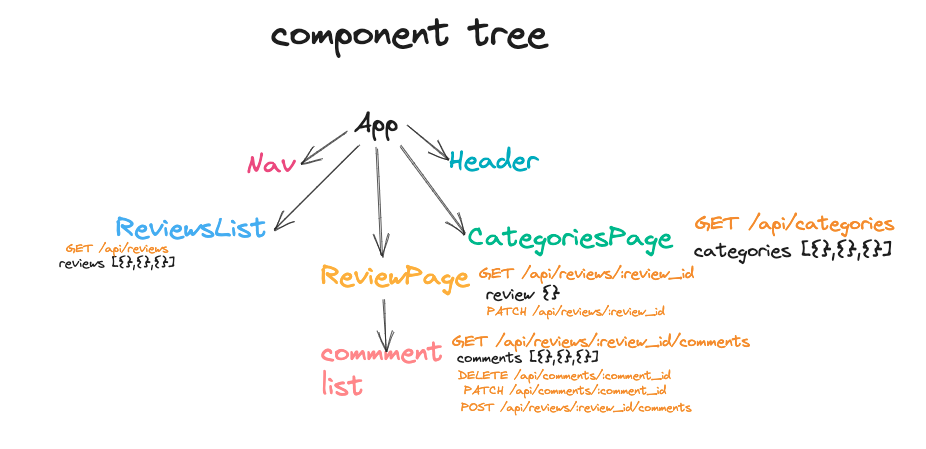 component tree
App
Nav
Header
ReviewsList
GET /api/reviews
reviews [{},{},{}]
CategoriesPage
GET /api/categories
categories [{},{},{}]
ReviewPage
GET /api/reviews/:review_id
review {}
PATCH /api/reviews/:review_id
commment
list
GET /api/reviews/:review_id/comments
comments [{},{},{}]
DELETE /api/comments/:comment_id
PATCH /api/comments/:comment_id
POST /api/reviews/:review_id/comments